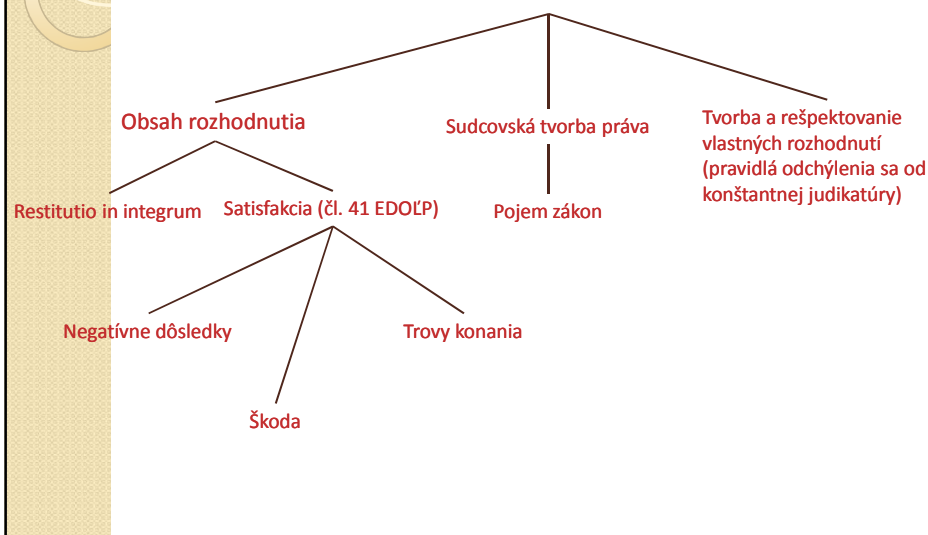 Obsah rozhodnutia
Sudcovská tvorba práva
Tvorba a rešpektovanie
vlastných rozhodnutí
(pravidlá odchýlenia sa od
konštantnej judikatúry)
Restitutio in integrum
Satisfakcia (čl. 41 EDOĽP)
Pojem zákon
Negatívne dôsledky
Trovy konania
Škoda